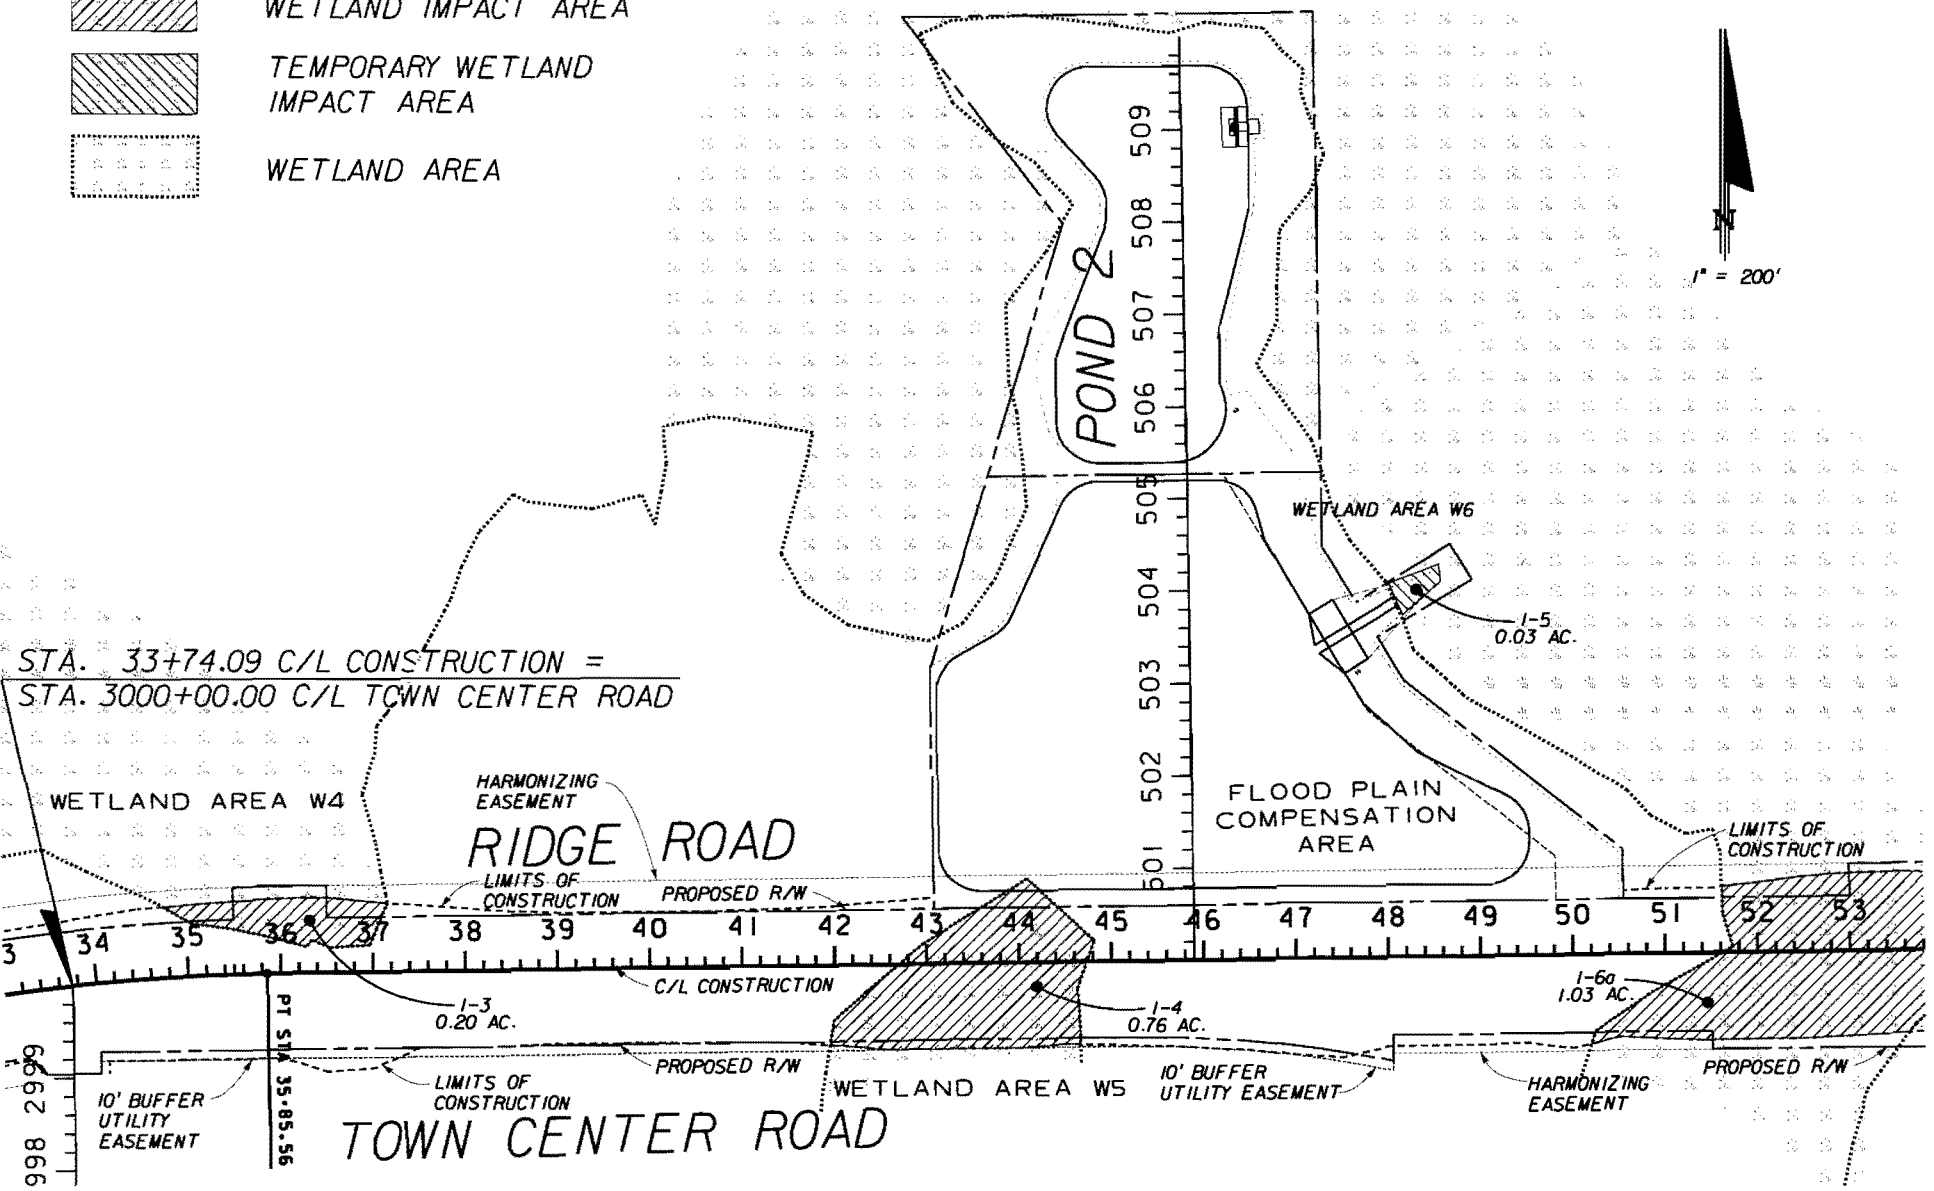 WETLAND IMPACT AREA
TEMPORARY WETLAND
IMPACT AREA
WETLAND AREA
N
1" = 200'
509
508
507
506
505
504
503
502
501
POND 2
WETLAND AREA W6
1-5
0.03 AC.
STA. 33+74.09 C/L CONSTRUCTION =
STA. 3000+00.00 C/L TOWN CENTER ROAD
WETLAND AREA W4
HARMONIZING
EASEMENT
RIDGE ROAD
LIMITS OF
CONSTRUCTION
PROPOSED R/W
FLOOD PLAIN
COMPENSATION
AREA
LIMITS OF
CONSTRUCTION
3 34 35 36 37 38 39 40 41 42 43 44 45 46 47 48 49 50 51 52 53
C/L CONSTRUCTION
1-3
0.20 AC.
1-4
0.76 AC.
1-6a
1.03 AC.
PT STA 35+85.56
2999
998
10' BUFFER
UTILITY
EASEMENT
LIMITS OF
CONSTRUCTION
PROPOSED R/W
WETLAND AREA W5
10' BUFFER
UTILITY EASEMENT
HARMONIZING
EASEMENT
PROPOSED R/W
TOWN CENTER ROAD